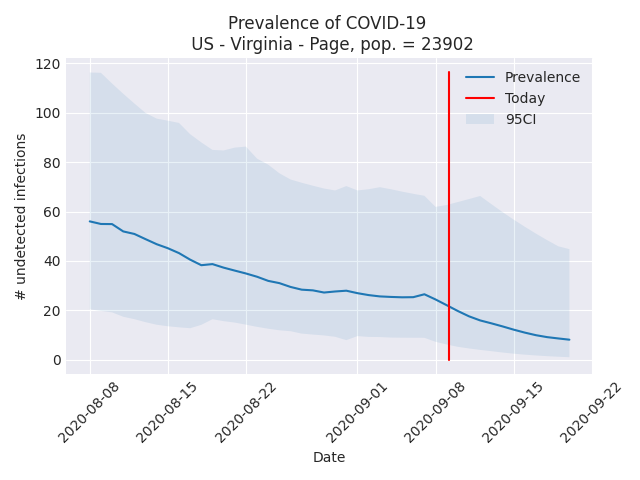 Prevalence of COVID-19
US - Virginia - Page, pop. = 23902
120
100
80
60
40
20
0
# undetected infections
Prevalence
Today
95CI
2020-08-08
2020-08-15
2020-08-22
2020-09-01
2020-09-08
2020-09-15
2020-09-22
Date